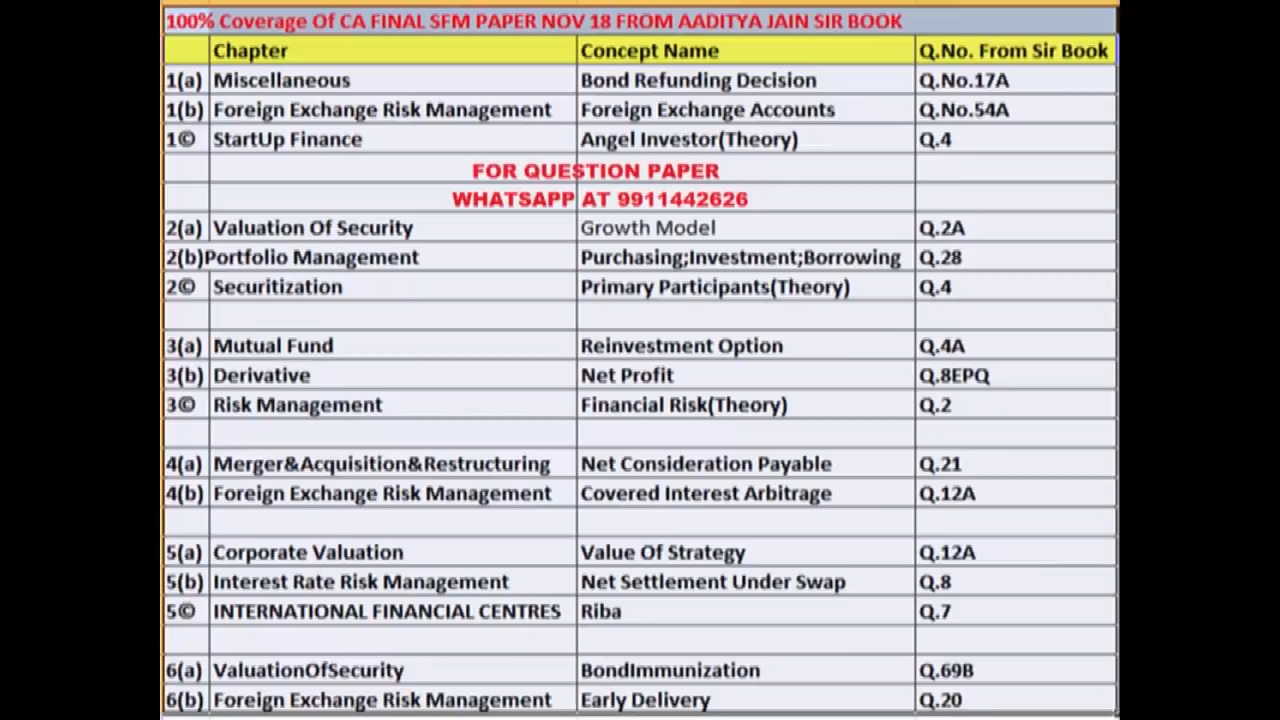 100% Coverage Of CA FINAL SFM PAPER NOV 18 FROM AADITYA JAIN SIR BOOK
Chapter Concept Name Q.No. From Sir Book
1(a) Miscellaneous Bond Refunding Decision Q.No.17A
1(b) Foreign Exchange Risk Management Foreign Exchange Accounts Q.No.54A
1© StartUp Finance Angel Investor(Theory) Q.4
FOR QUESTION PAPER
WHATSAPP AT 9911442626
2(a) Valuation Of Security Growth Model Q.2A
2(b)Portfolio Management Purchasing;Investment;Borrowing Q.28
2© Securitization Primary Participants(Theory) Q.4
3(a) Mutual Fund Reinvestment Option Q.4A
3(b) Derivative Net Profit Q.8EPQ
3© Risk Management Financial Risk(Theory) Q.2
4(a) Merger&Acquisition&Restructuring Net Consideration Payable Q.21
4(b) Foreign Exchange Risk Management Covered Interest Arbitrage Q.12A
5(a) Corporate Valuation Value Of Strategy Q.12A
5(b) Interest Rate Risk Management Net Settlement Under Swap Q.8
5© INTERNATIONAL FINANCIAL CENTRES Riba Q.7
6(a) ValuationOfSecurity BondImmunization Q.69B
6(b) Foreign Exchange Risk Management Early Delivery Q.20